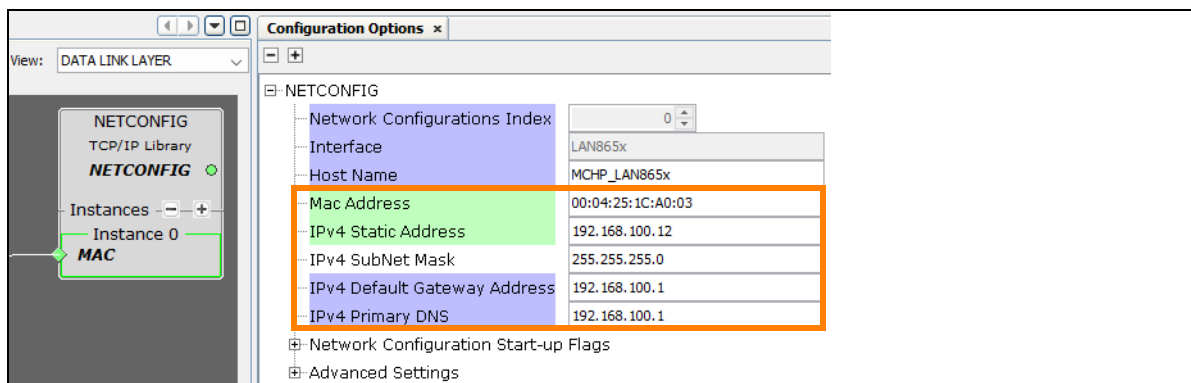 Configuration Options ×
View: DATA LINK LAYER
NETCONFIG
TCP/IP Library
NETCONFIG
Instances
Instance 0
MAC
NETCONFIG
Network Configurations Index 0
Interface LAN865x
Host Name MCHP_LAN865x
Mac Address 00:04:25:1C:A0:03
IPv4 Static Address 192.168.100.12
IPv4 SubNet Mask 255.255.255.0
IPv4 Default Gateway Address 192.168.100.1
IPv4 Primary DNS 192.168.100.1
Network Configuration Start-up Flags
Advanced Settings